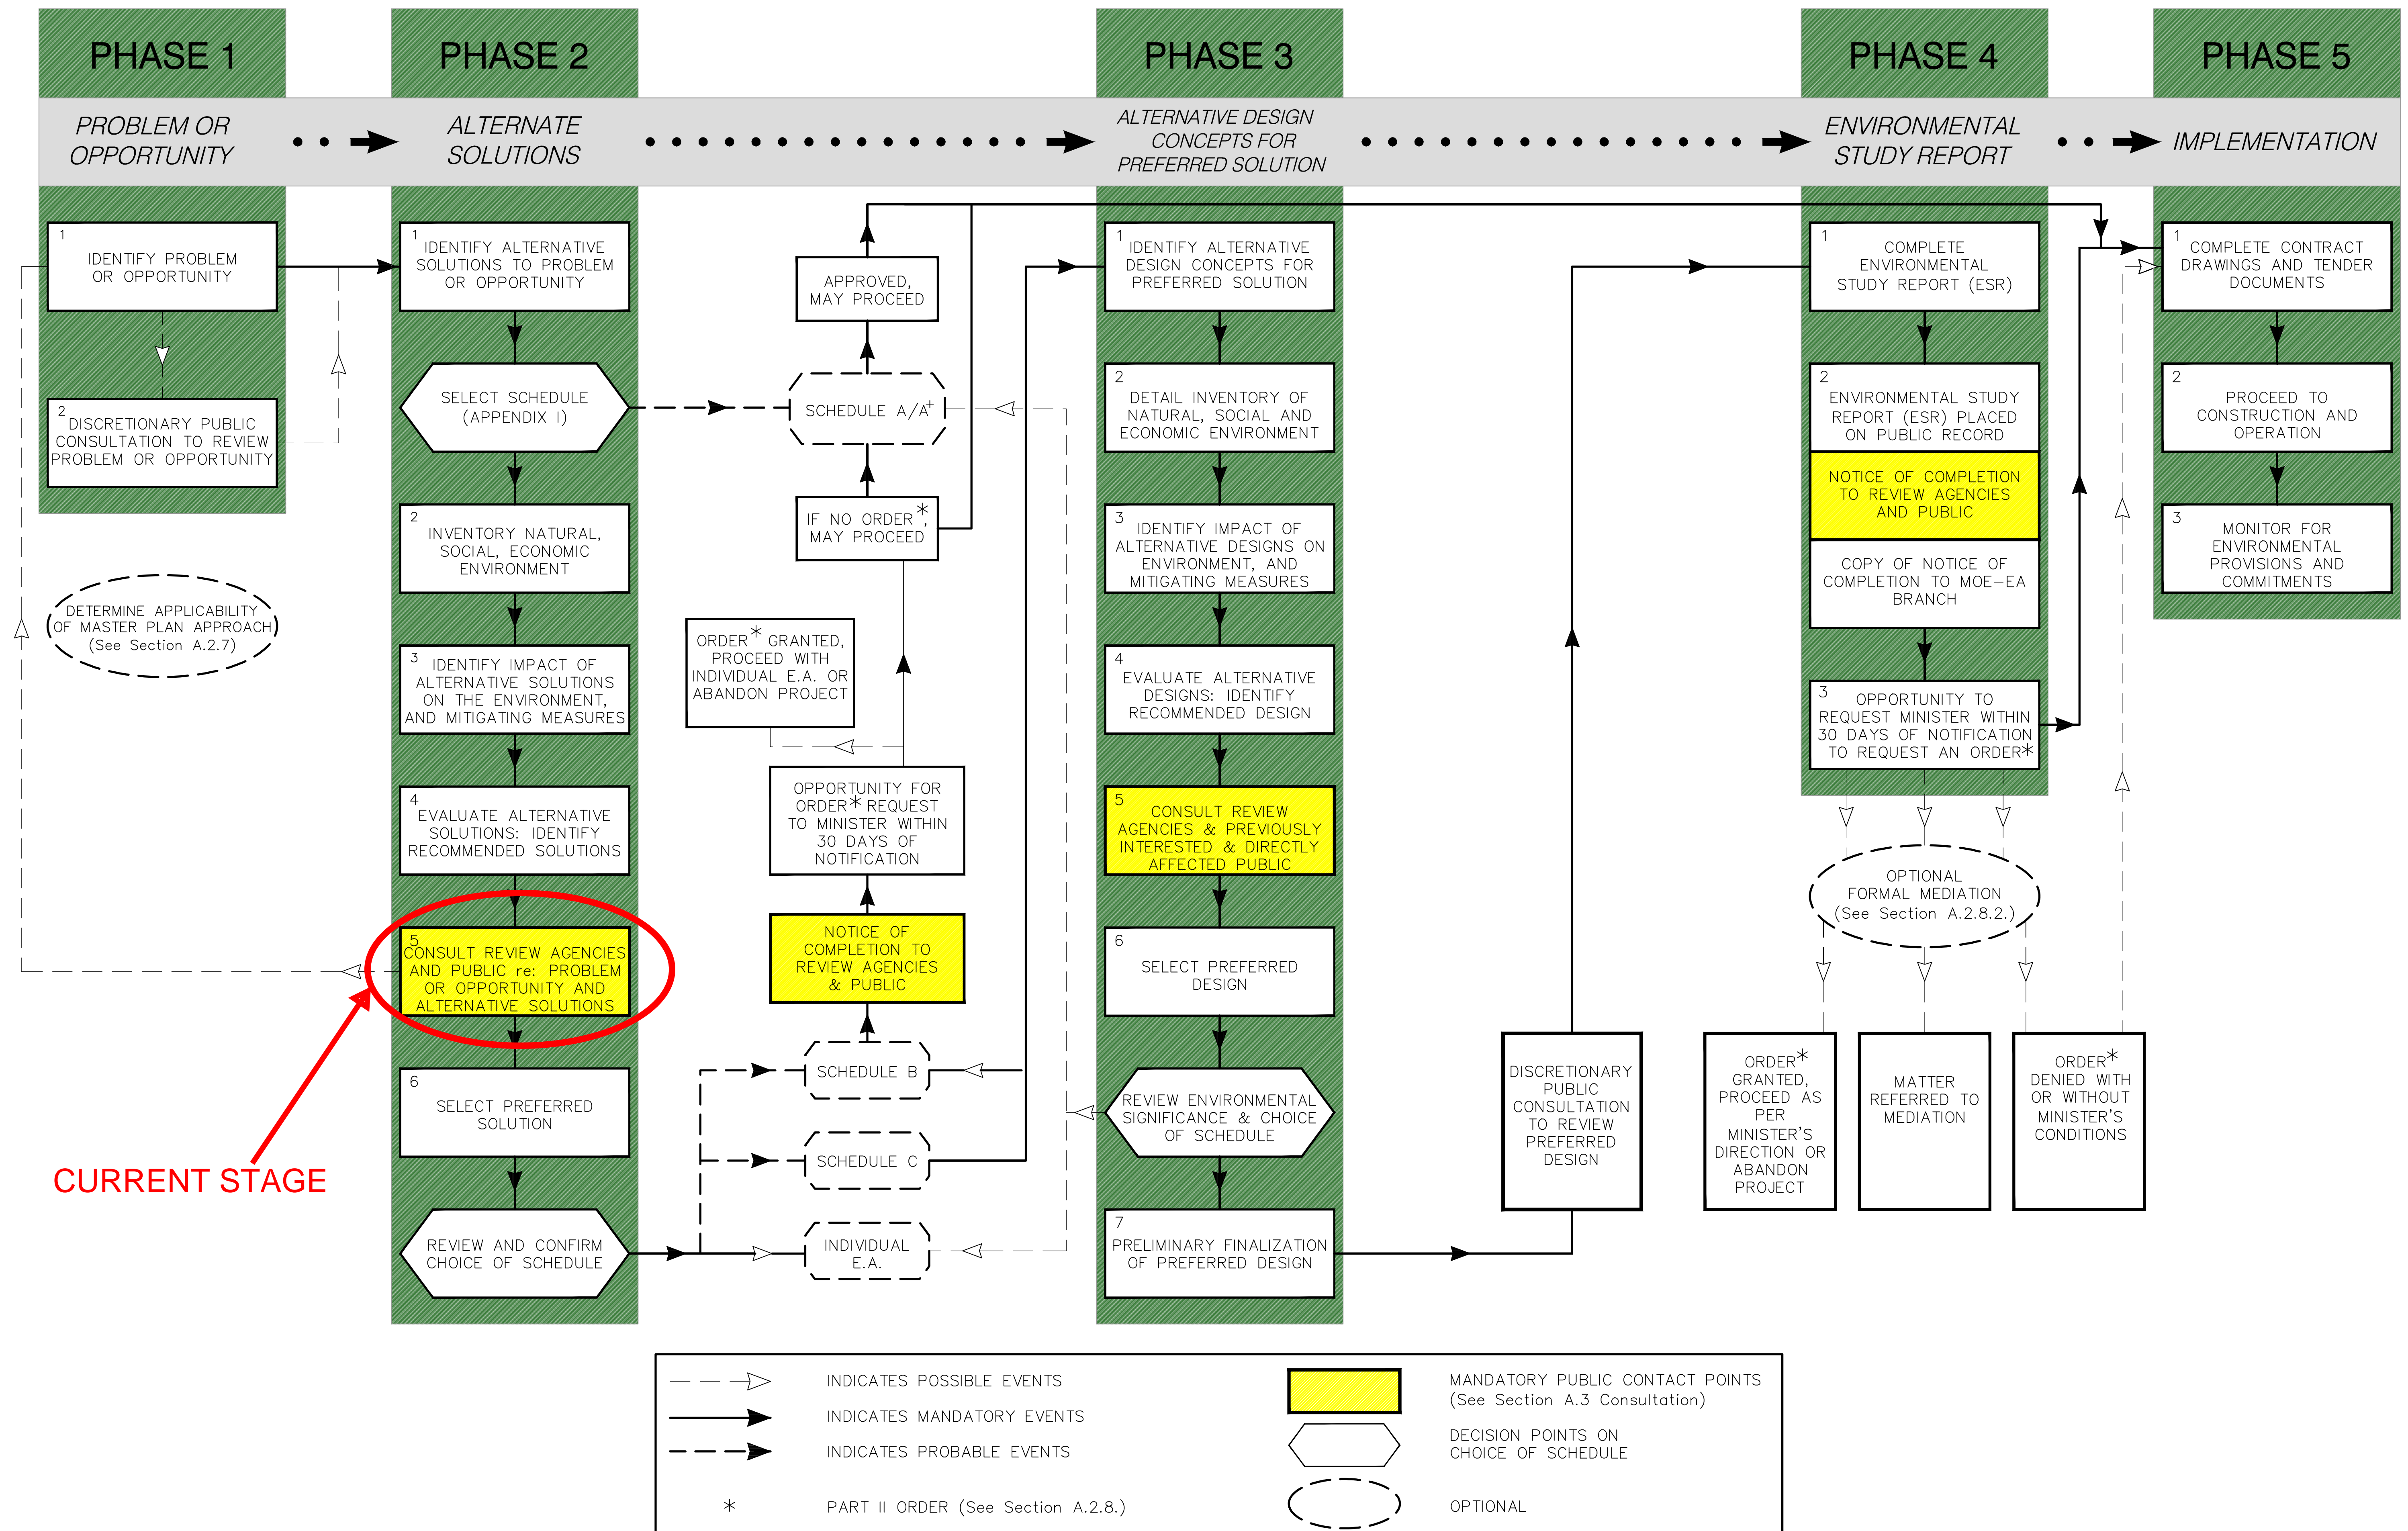 PHASE 1
PHASE 2
PHASE 3
PHASE 4
PHASE 5
PROBLEM OR
OPPORTUNITY
ALTERNATE
SOLUTIONS
ALTERNATIVE DESIGN
CONCEPTS FOR
PREFERRED SOLUTION
ENVIRONMENTAL
STUDY REPORT
IMPLEMENTATION
1
IDENTIFY PROBLEM
OR OPPORTUNITY
2
DISCRETIONARY PUBLIC
CONSULTATION TO REVIEW
PROBLEM OR OPPORTUNITY
DETERMINE APPLICABILITY
OF MASTER PLAN APPROACH
(See Section A.2.7)
CURRENT STAGE
1
IDENTIFY ALTERNATIVE
SOLUTIONS TO PROBLEM
OR OPPORTUNITY
SELECT SCHEDULE
(APPENDIX I)
2
INVENTORY NATURAL,
SOCIAL, ECONOMIC
ENVIRONMENT
3
IDENTIFY IMPACT OF
ALTERNATIVE SOLUTIONS
ON THE ENVIRONMENT,
AND MITIGATING MEASURES
4
EVALUATE ALTERNATIVE
SOLUTIONS: IDENTIFY
RECOMMENDED SOLUTIONS
5
CONSULT REVIEW AGENCIES
AND PUBLIC re: PROBLEM
OR OPPORTUNITY AND
ALTERNATIVE SOLUTIONS
6
SELECT PREFERRED
SOLUTION
REVIEW AND CONFIRM
CHOICE OF SCHEDULE
APPROVED,
MAY PROCEED
SCHEDULE A/A+
IF NO ORDER*,
MAY PROCEED
ORDER* GRANTED,
PROCEED WITH
INDIVIDUAL E.A. OR
ABANDON PROJECT
OPPORTUNITY FOR
ORDER* REQUEST
TO MINISTER WITHIN
30 DAYS OF
NOTIFICATION
NOTICE OF
COMPLETION TO
REVIEW AGENCIES
& PUBLIC
SCHEDULE B
SCHEDULE C
INDIVIDUAL
E.A.
1
IDENTIFY ALTERNATIVE
DESIGN CONCEPTS FOR
PREFERRED SOLUTION
2
DETAIL INVENTORY OF
NATURAL, SOCIAL AND
ECONOMIC ENVIRONMENT
3
IDENTIFY IMPACT OF
ALTERNATIVE DESIGNS ON
ENVIRONMENT, AND
MITIGATING MEASURES
4
EVALUATE ALTERNATIVE
DESIGNS: IDENTIFY
RECOMMENDED DESIGN
5
CONSULT REVIEW
AGENCIES & PREVIOUSLY
INTERESTED & DIRECTLY
AFFECTED PUBLIC
6
SELECT PREFERRED
DESIGN
REVIEW ENVIRONMENTAL
SIGNIFICANCE & CHOICE
OF SCHEDULE
7
PRELIMINARY FINALIZATION
OF PREFERRED DESIGN
DISCRETIONARY
PUBLIC
CONSULTATION
TO REVIEW
PREFERRED
DESIGN
1
COMPLETE
ENVIRONMENTAL
STUDY REPORT (ESR)
2
ENVIRONMENTAL STUDY
REPORT (ESR) PLACED
ON PUBLIC RECORD
NOTICE OF COMPLETION
TO REVIEW AGENCIES
AND PUBLIC
COPY OF NOTICE OF
COMPLETION TO MOE-EA
BRANCH
3
OPPORTUNITY TO
REQUEST MINISTER WITHIN
30 DAYS OF NOTIFICATION
TO REQUEST AN ORDER*
OPTIONAL
FORMAL MEDIATION
(See Section A.2.8.2.)
ORDER*
GRANTED,
PROCEED AS
PER
MINISTER'S
DIRECTION OR
ABANDON
PROJECT
MATTER
REFERRED TO
MEDIATION
ORDER*
DENIED WITH
OR WITHOUT
MINISTER'S
CONDITIONS
1
COMPLETE CONTRACT
DRAWINGS AND TENDER
DOCUMENTS
2
PROCEED TO
CONSTRUCTION AND
OPERATION
3
MONITOR FOR
ENVIRONMENTAL
PROVISIONS AND
COMMITMENTS
INDICATES POSSIBLE EVENTS
INDICATES MANDATORY EVENTS
INDICATES PROBABLE EVENTS
* PART II ORDER (See Section A.2.8.)
MANDATORY PUBLIC CONTACT POINTS
(See Section A.3 Consultation)
DECISION POINTS ON
CHOICE OF SCHEDULE
OPTIONAL